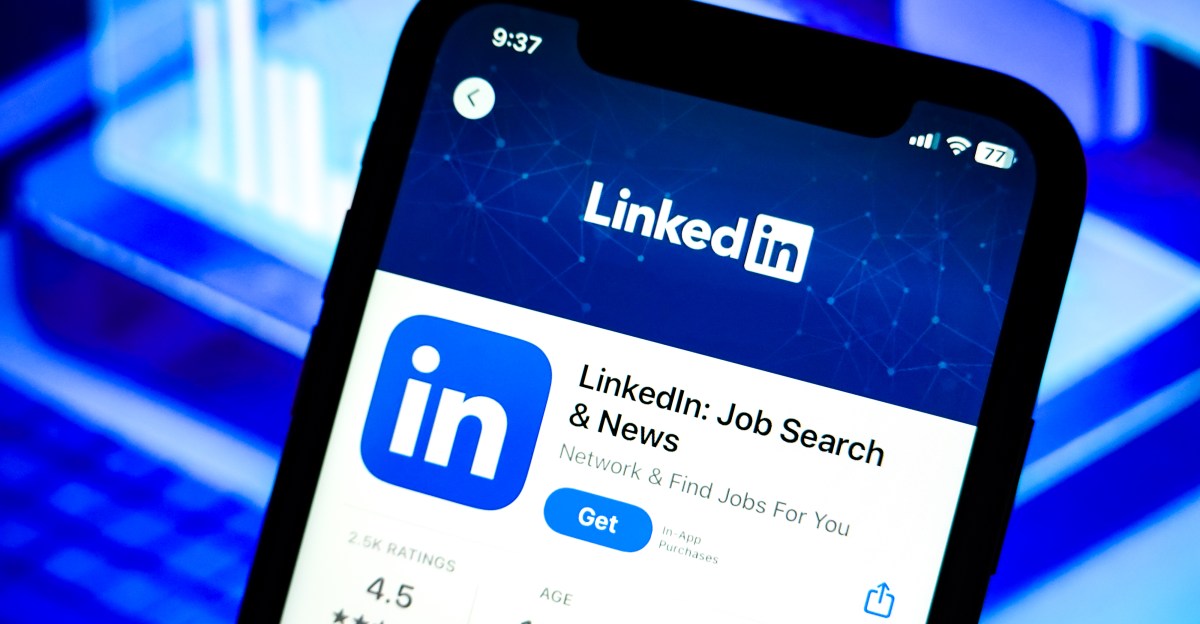 9:37
77
LinkedIn
in
LinkedIn: Job Search
& News
Network & Find Jobs For You
Get
In-App
Purchases
2.5K RATINGS
4.5
AGE